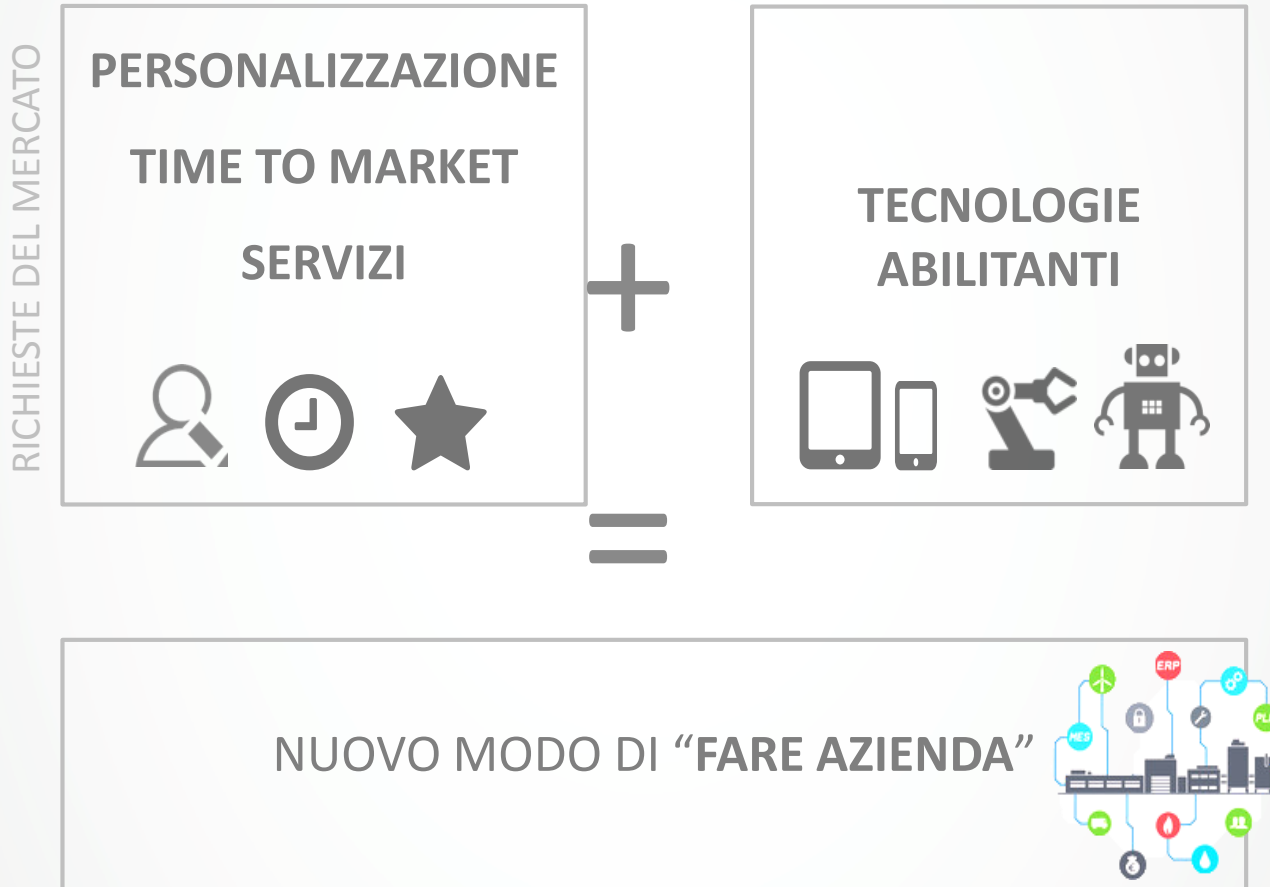 RICHIESTE DEL MERCATO
PERSONALIZZAZIONE
TIME TO MARKET
SERVIZI
+
TECNOLOGIE
ABILITANTI
=
NUOVO MODO DI “FARE AZIENDA”
ERP
MES